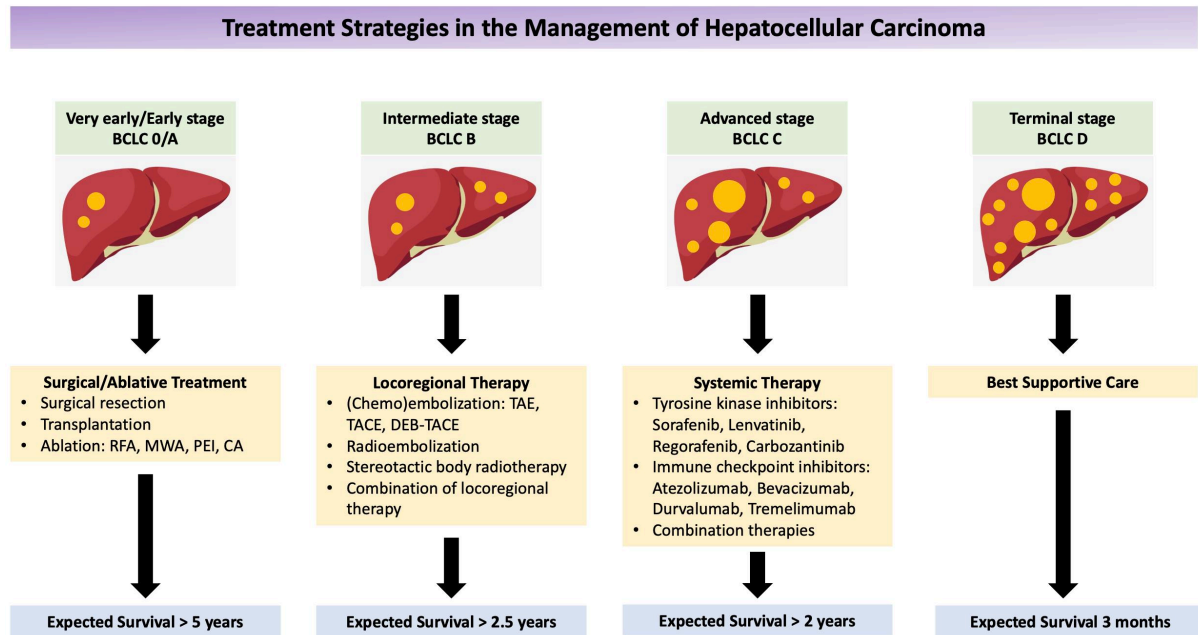 Treatment Strategies in the Management of Hepatocellular Carcinoma
Very early/Early stage
BCLC 0/A
Intermediate stage
BCLC B
Advanced stage
BCLC C
Terminal stage
BCLC D
Surgical/Ablative Treatment
• Surgical resection
• Transplantation
• Ablation: RFA, MWA, PEI, CA
Locoregional Therapy
• (Chemo)embolization: TAE,
TACE, DEB-TACE
• Radioembolization
• Stereotactic body radiotherapy
• Combination of locoregional
therapy
Systemic Therapy
• Tyrosine kinase inhibitors:
Sorafenib, Lenvatinib,
Regorafenib, Carbozantinib
• Immune checkpoint inhibitors:
Atezolizumab, Bevacizumab,
Durvalumab, Tremelimumab
• Combination therapies
Best Supportive Care
Expected Survival > 5 years
Expected Survival > 2.5 years
Expected Survival > 2 years
Expected Survival 3 months